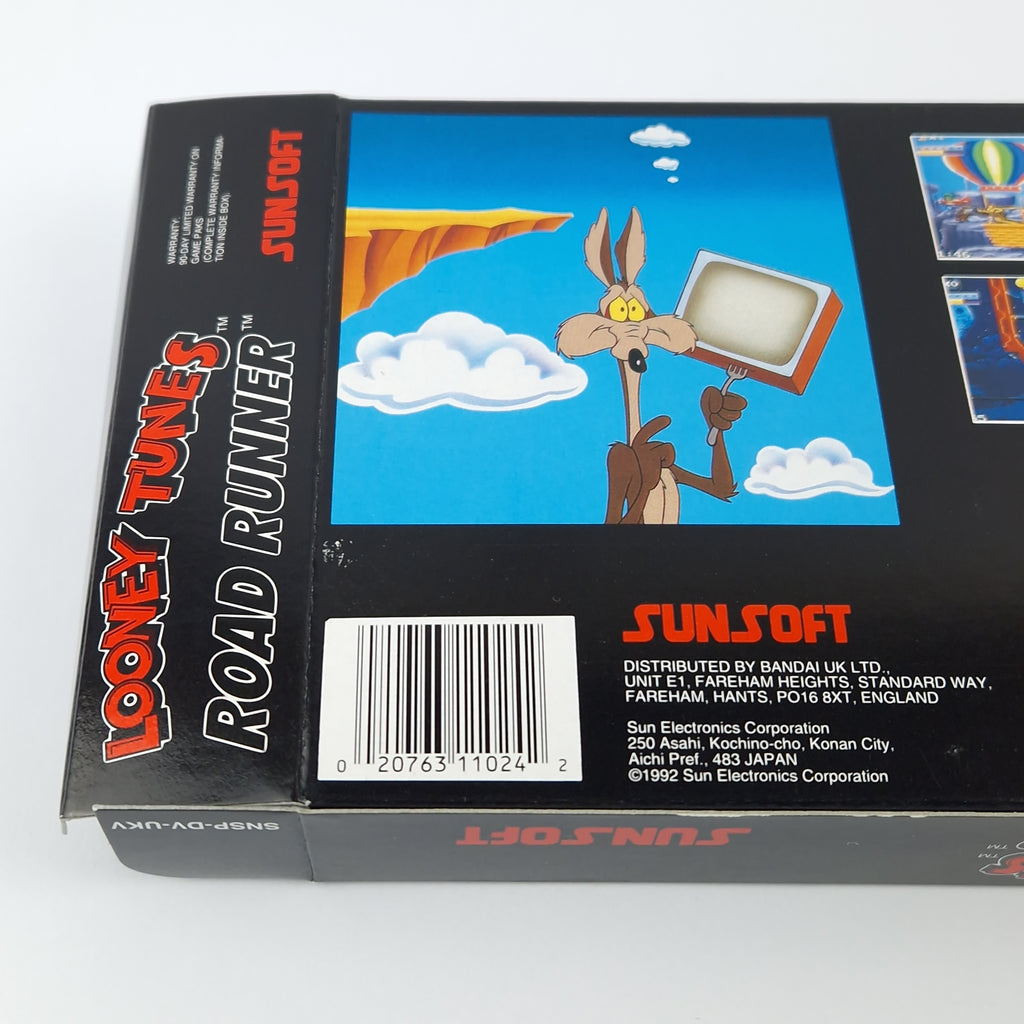 WARRANTY:
90-DAY LIMITED WARRANTY ON
GAME PAKS
(COMPLETE WARRANTY INFORMA-
TION INSIDE BOX).
SUNSOFT
LOONEY TUNES™
ROAD RUNNER™
SUNSOFT
DISTRIBUTED BY BANDAI UK LTD.,
UNIT E1, FAREHAM HEIGHTS, STANDARD WAY,
FAREHAM, HANTS, PO16 8XT, ENGLAND
Sun Electronics Corporation
250 Asahi, Kochino-cho, Konan City,
Aichi Pref., 483 JAPAN
©1992 Sun Electronics Corporation
0 20763 11024 2
SNSP-DV-UKV
SUNSOFT
TM
TM